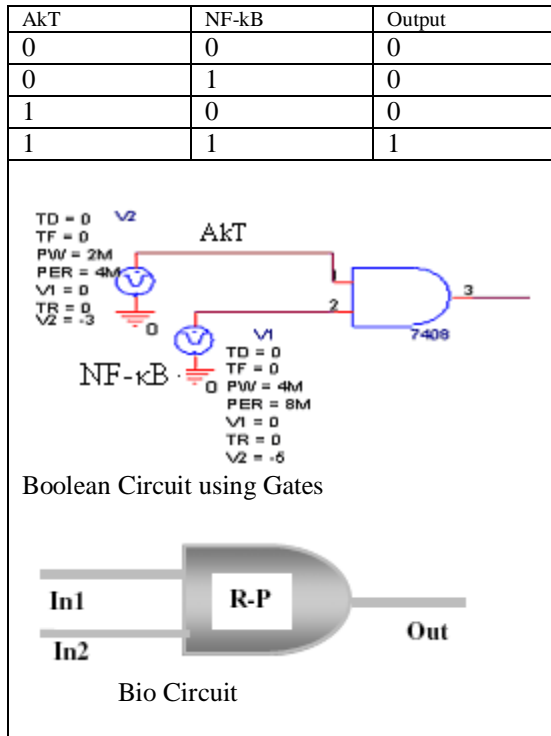 AkT NF-kB Output
0 0 0
0 1 0
1 0 0
1 1 1
TD = 0 V2
TF = 0
PW = 2M
PER = 4M
V1 = 0
TR = 0
V2 = -3
AkT
0
1
2
3
7408
NF-κB
0
V1
TD = 0
TF = 0
PW = 4M
PER = 8M
V1 = 0
TR = 0
V2 = -5
Boolean Circuit using Gates
In1
In2
R-P
Out
Bio Circuit